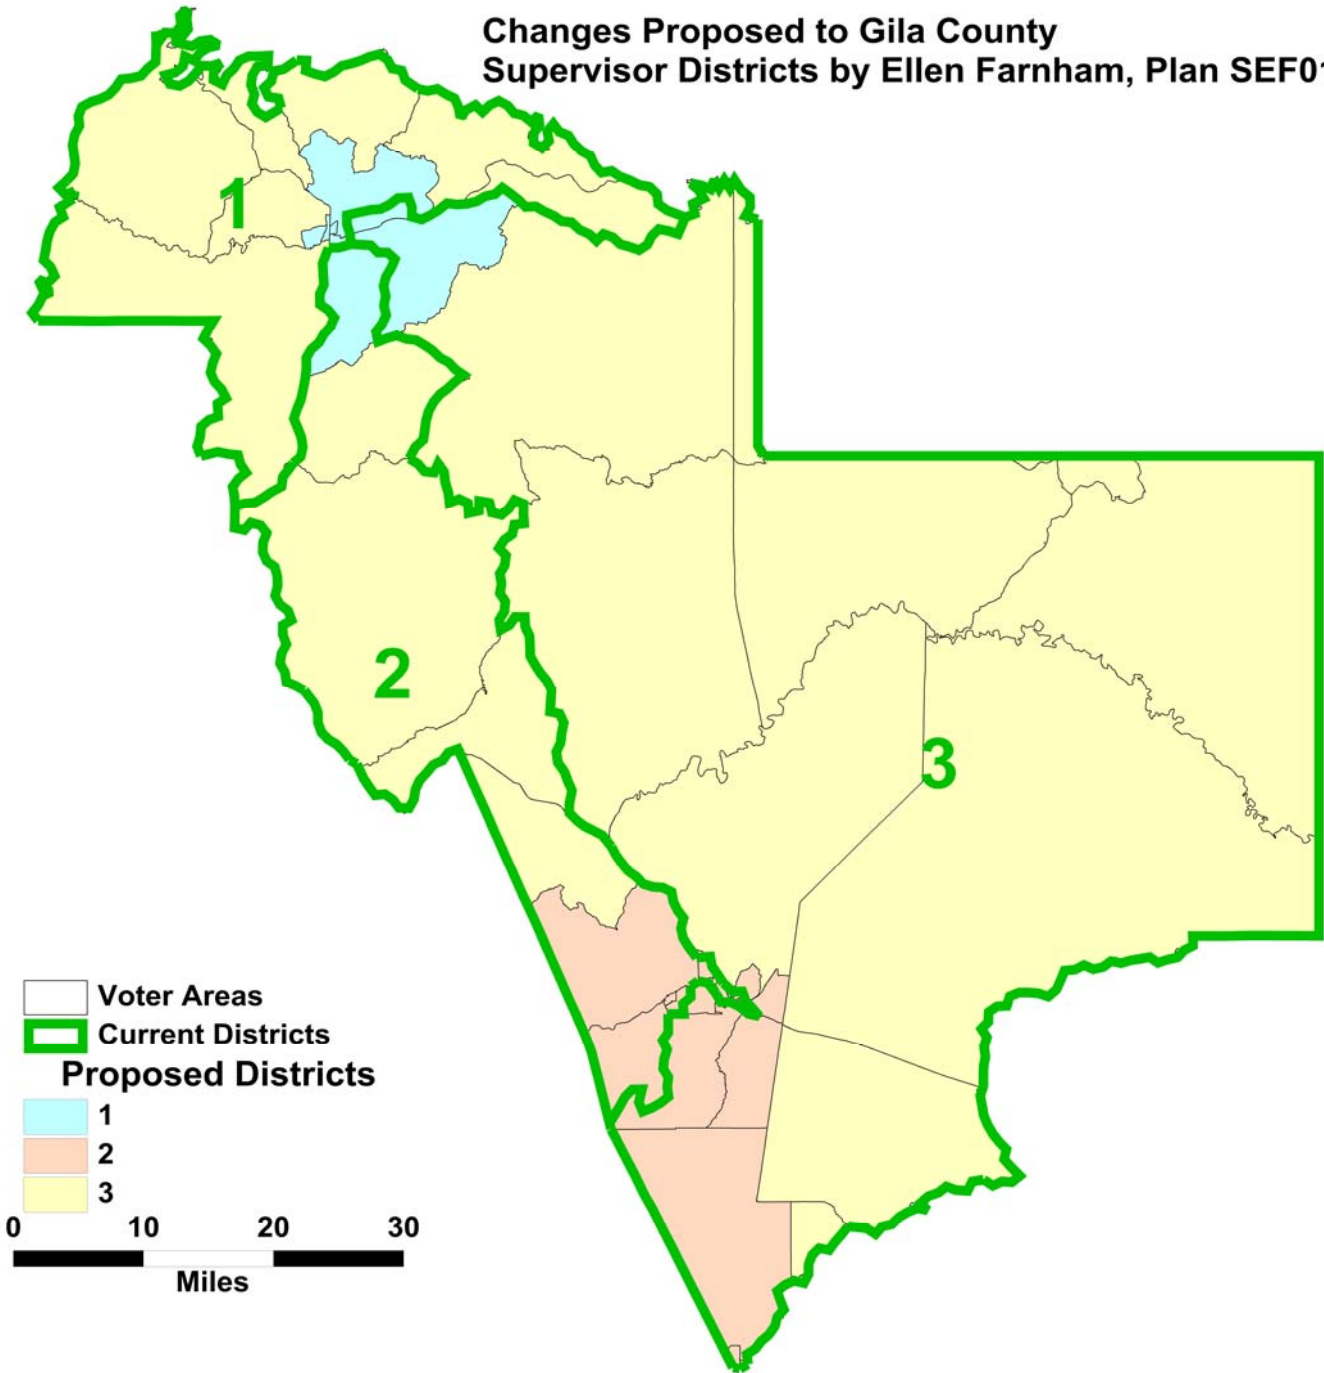 Changes Proposed to Gila County
Supervisor Districts by Ellen Farnham, Plan SEF01
1
2
3
Voter Areas
Current Districts
Proposed Districts
1
2
3
0 10 20 30
Miles